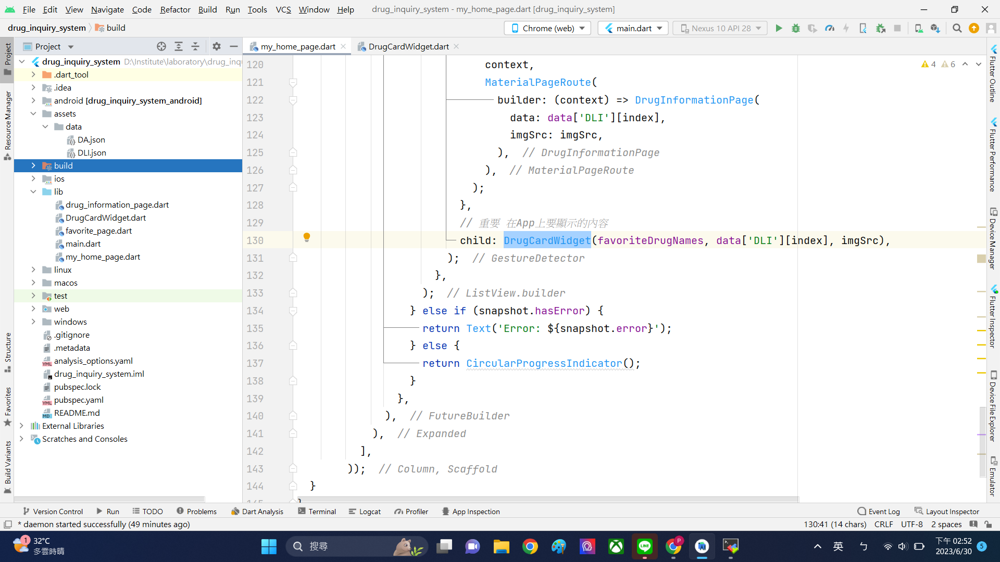 File Edit View Navigate Code Refactor Build Run Tools VCS Window Help drug_inquiry_system - my_home_page.dart [drug_inquiry_system]
drug_inquiry_system build Chrome (web) main.dart Nexus 10 API 28
Project my_home_page.dart DrugCardWidget.dart
drug_inquiry_system D:\Institute\laboratory\drug_inqu
.dart_tool
.idea
android [drug_inquiry_system_android]
assets
data
DA.json
DLI.json
build
ios
lib
drug_information_page.dart
DrugCardWidget.dart
favorite_page.dart
main.dart
my_home_page.dart
linux
macos
test
web
windows
.gitignore
.metadata
analysis_options.yaml
drug_inquiry_system.iml
pubspec.lock
pubspec.yaml
README.md
External Libraries
Scratches and Consoles
Project
Resource Manager
Structure
Favorites
Build Variants
4 6
120 context,
121 MaterialPageRoute(
122 builder: (context) => DrugInformationPage(
123 data: data['DLI'][index],
124 imgSrc: imgSrc,
125 ), // DrugInformationPage
126 ), // MaterialPageRoute
127 );
128 },
129 // 重要 在App上要顯示的內容
130 child: DrugCardWidget(favoriteDrugNames, data['DLI'][index], imgSrc),
131 ); // GestureDetector
132 },
133 ); // ListView.builder
134 } else if (snapshot.hasError) {
135 return Text('Error: ${snapshot.error}');
136 } else {
137 return CircularProgressIndicator();
138 }
139 },
140 ), // FutureBuilder
141 ), // Expanded
142 ],
143 )); // Column, Scaffold
144 }
Flutter Outline
Flutter Performance
Device Manager
Flutter Inspector
Device File Explorer
Emulator
Version Control Run TODO Problems Dart Analysis Terminal Logcat Profiler App Inspection Event Log Layout Inspector
* daemon started successfully (49 minutes ago) 130:41 (14 chars) CRLF UTF-8 2 spaces
1 32°C
多雲時晴
搜尋
LINE
P
英 ㄅ
下午 02:52
2023/6/30
5